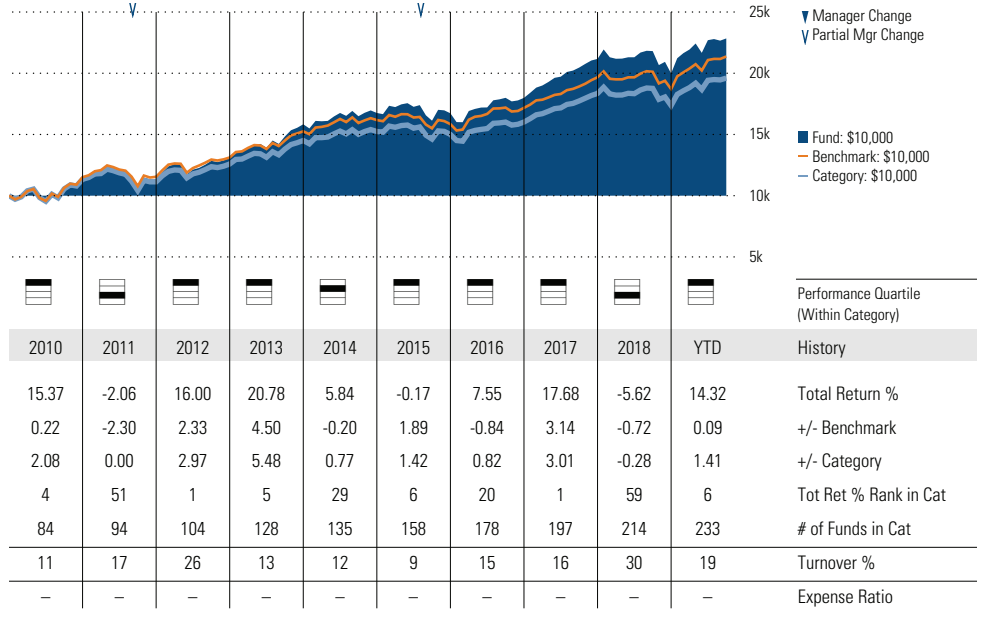 25k
20k
15k
10k
5k
Manager Change
Partial Mgr Change
Fund: $10,000
Benchmark: $10,000
Category: $10,000
Performance Quartile
(Within Category)
2010 2011 2012 2013 2014 2015 2016 2017 2018 YTD History
15.37 -2.06 16.00 20.78 5.84 -0.17 7.55 17.68 -5.62 14.32 Total Return %
0.22 -2.30 2.33 4.50 -0.20 1.89 -0.84 3.14 -0.72 0.09 +/- Benchmark
2.08 0.00 2.97 5.48 0.77 1.42 0.82 3.01 -0.28 1.41 +/- Category
4 51 1 5 29 6 20 1 59 6 Tot Ret % Rank in Cat
84 94 104 128 135 158 178 197 214 233 # of Funds in Cat
11 17 26 13 12 9 15 16 30 19 Turnover %
– – – – – – – – – – Expense Ratio